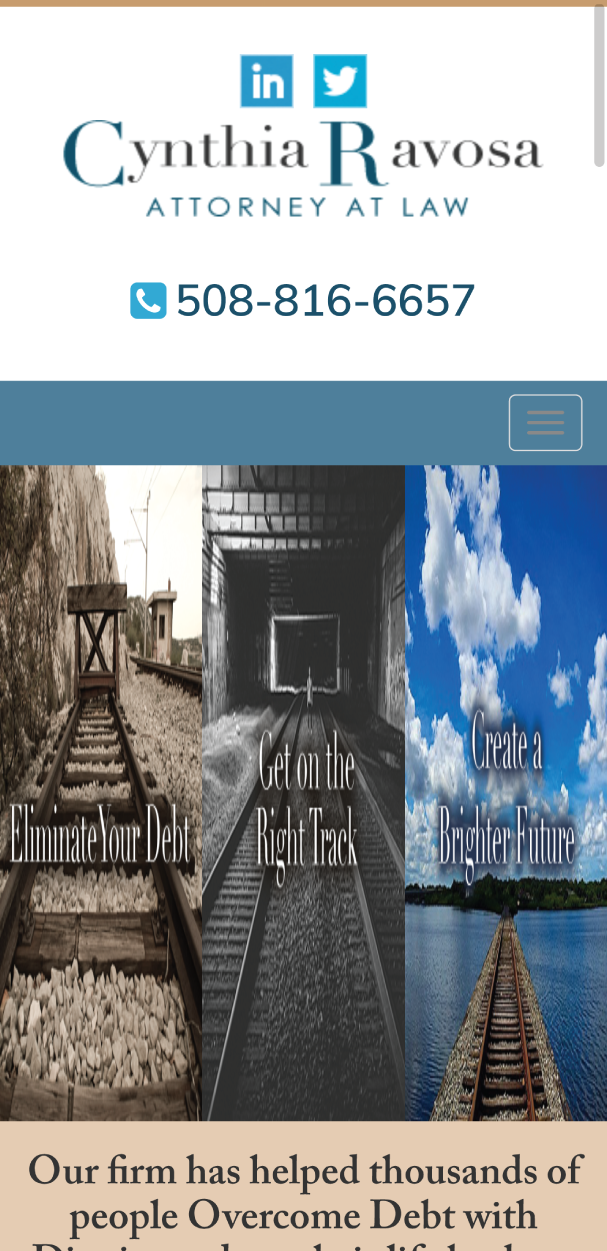 in
Cynthia Ravosa
ATTORNEY AT LAW
508-816-6657
Eliminate Your Debt
Get on the
Right Track
Create a
Brighter Future
Our firm has helped thousands of
people Overcome Debt with